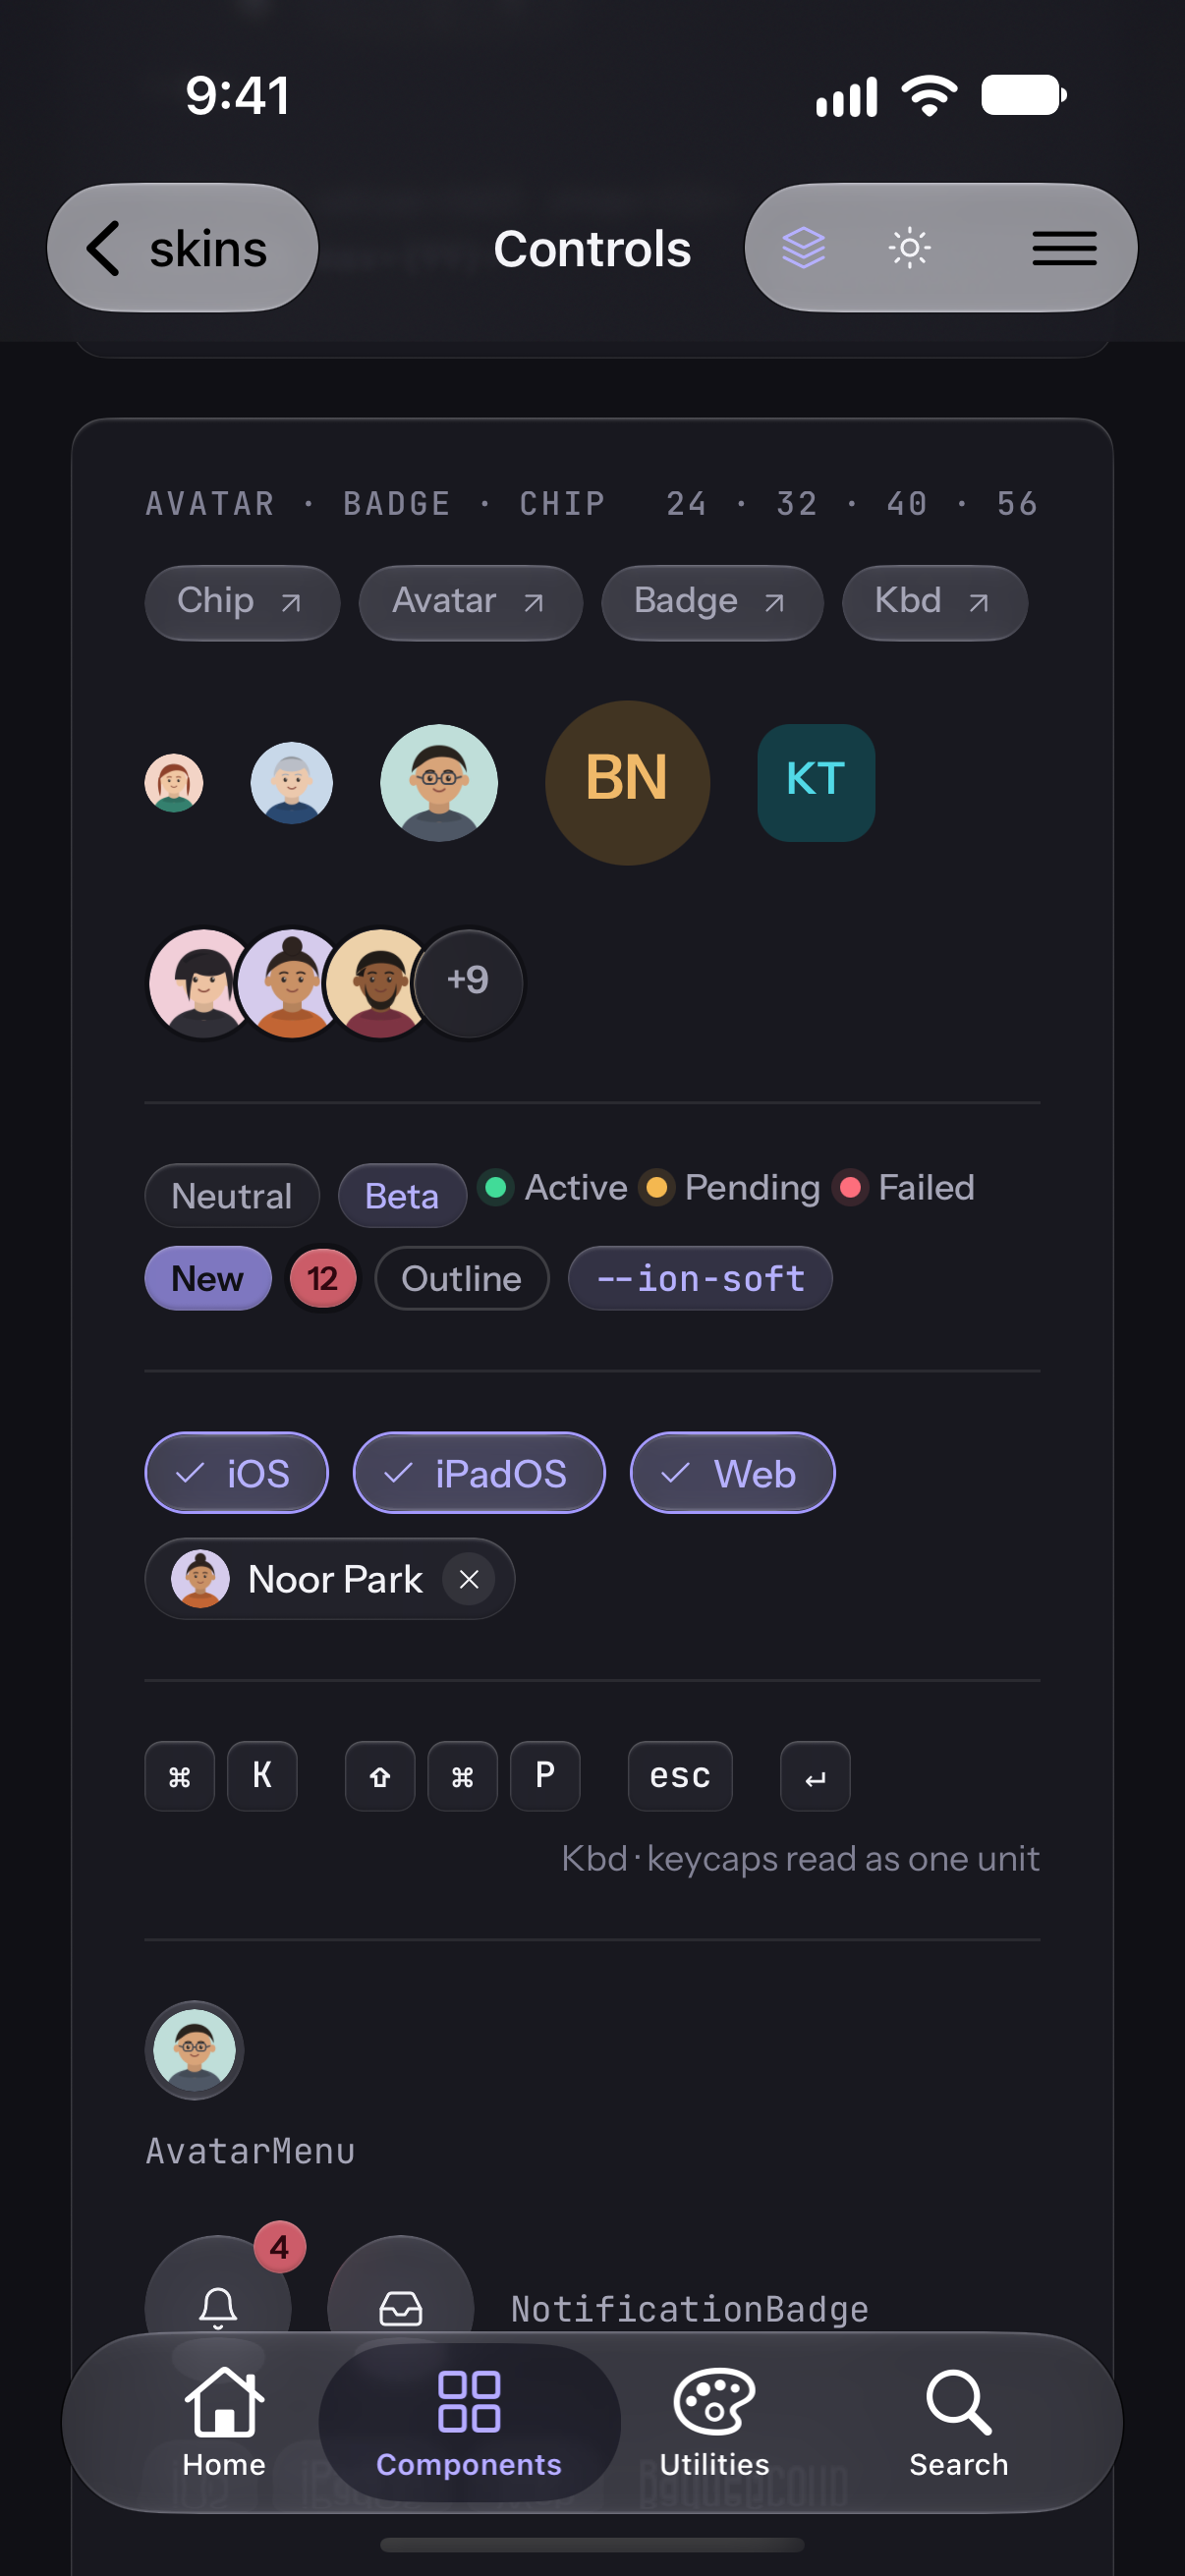 9:41
skins
Controls
AVATAR · BADGE · CHIP 24 · 32 · 40 · 56
Chip Avatar Badge Kbd
BN KT
+9
Neutral Beta Active Pending Failed
New 12 Outline --ion-soft
iOS iPadOS Web
Noor Park
⌘ K ⇧ ⌘ P esc ↵
Kbd · keycaps read as one unit
AvatarMenu
4
NotificationBadge
Home Components Utilities Search